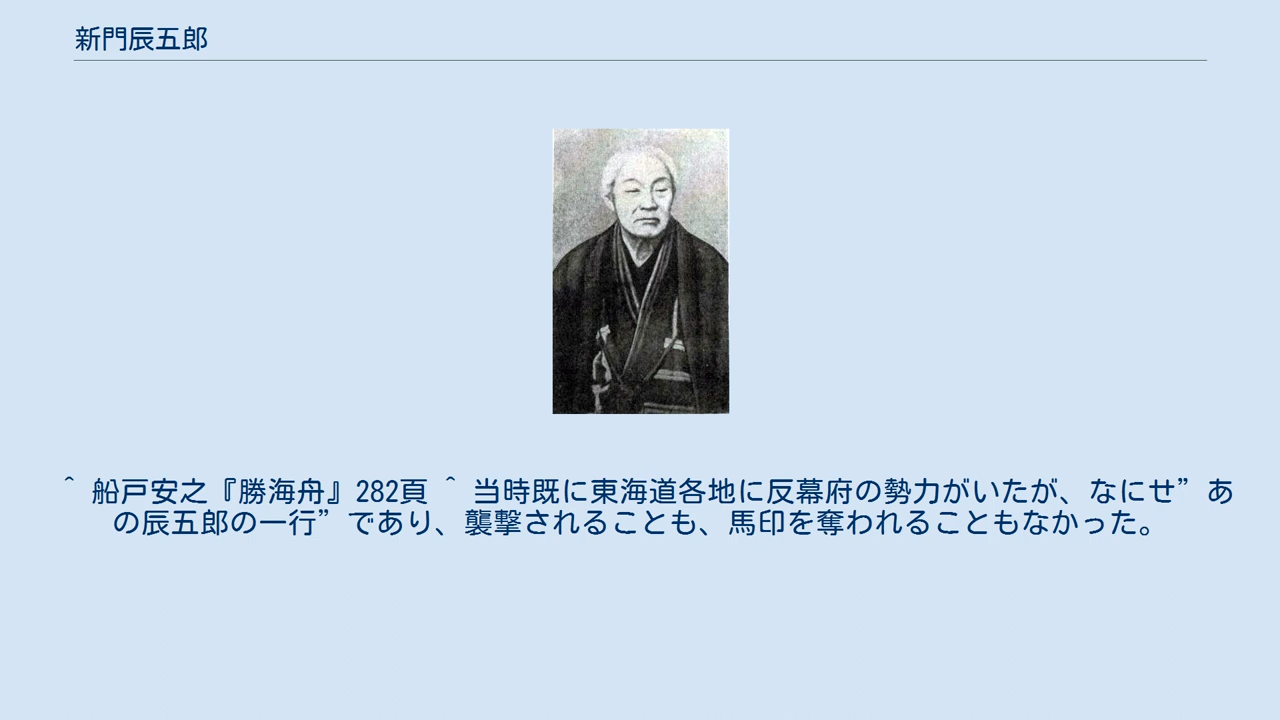 新門辰五郎
^ 船戸安之『勝海舟』282頁 ^ 当時既に東海道各地に反幕府の勢力がいたが、なにせ”あ
の辰五郎の一行”であり、襲撃されることも、馬印を奪われることもなかった。